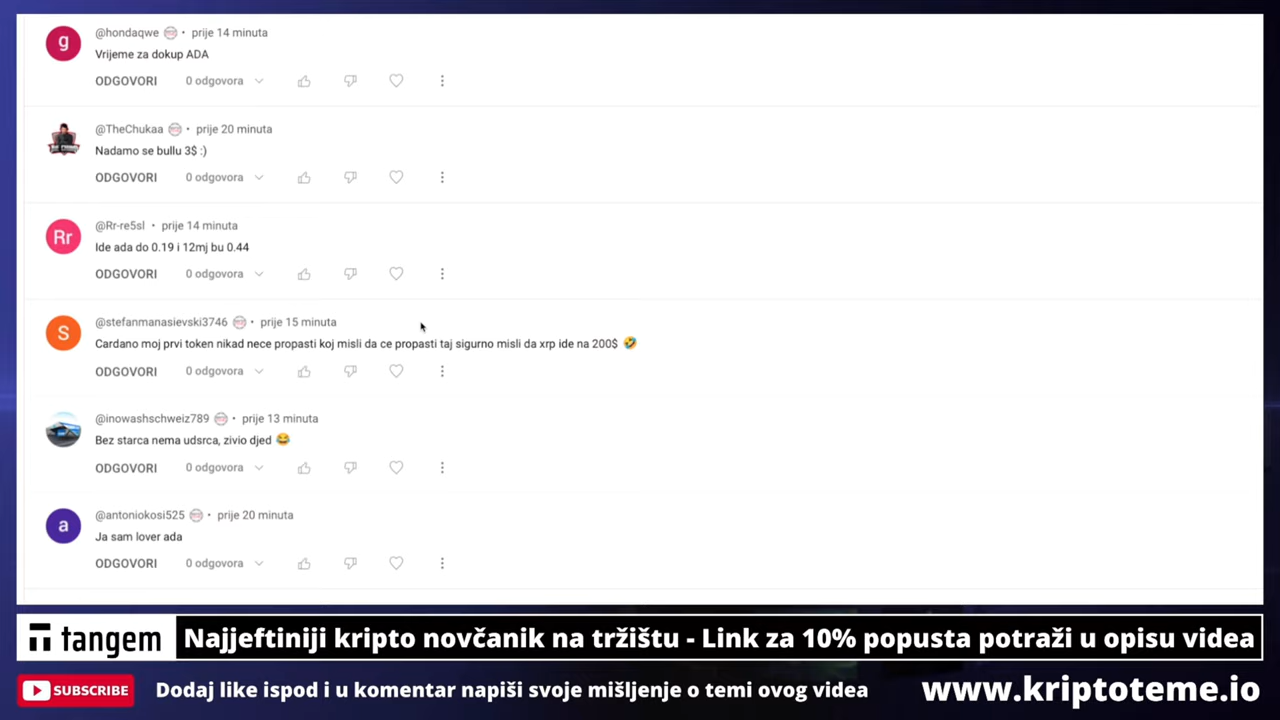 g
@hondaqwe • prije 14 minuta
Vrijeme za dokup ADA
ODGOVORI 0 odgovora
@TheChukaa • prije 20 minuta
Nadamo se bullu 3$ :)
ODGOVORI 0 odgovora
Rr
@Rr-re5sl • prije 14 minuta
Ide ada do 0.19 i 12mj bu 0.44
ODGOVORI 0 odgovora
S
@stefanmanasievski3746 • prije 15 minuta
Cardano moj prvi token nikad nece propasti koj misli da ce propasti taj sigurno misli da xrp ide na 200$ 🤣
ODGOVORI 0 odgovora
@inowashschweiz789 • prije 13 minuta
Bez starca nema udsrca, zivio djed 😂
ODGOVORI 0 odgovora
a
@antoniokosi525 • prije 20 minuta
Ja sam lover ada
ODGOVORI 0 odgovora
tangem Najjeftiniji kripto novčanik na tržištu - Link za 10% popusta potraži u opisu videa
SUBSCRIBE Dodaj like ispod i u komentar napiši svoje mišljenje o temi ovog videa www.kriptoteme.io